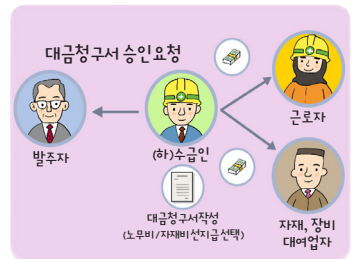 대금청구서 승인요청
발주자
(하)수급인
근로자
대금청구서작성
(노무비/자재비선지급선택)
자재, 장비
대여업자